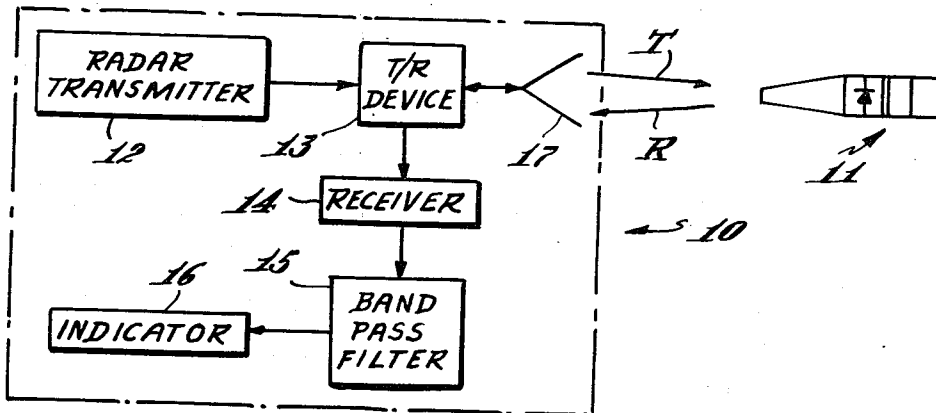 RADAR
TRANSMITTER
12
T/R
DEVICE
13
17
T
R
11
14
RECEIVER
10
15
16
BAND
PASS
FILTER
INDICATOR